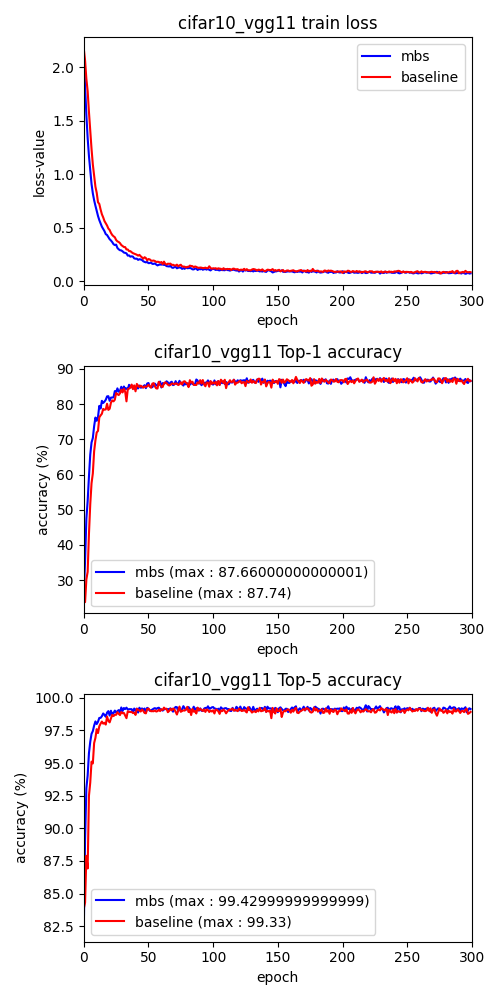 cifar10_vgg11 train loss
2.0
1.5
1.0
0.5
0.0
loss-value
mbs
baseline
0 50 100 150 200 250 300
epoch
cifar10_vgg11 Top-1 accuracy
90
80
70
60
50
40
30
accuracy (%)
mbs (max : 87.66000000000001)
baseline (max : 87.74)
0 50 100 150 200 250 300
epoch
cifar10_vgg11 Top-5 accuracy
100.0
97.5
95.0
92.5
90.0
87.5
85.0
82.5
accuracy (%)
mbs (max : 99.42999999999999)
baseline (max : 99.33)
0 50 100 150 200 250 300
epoch